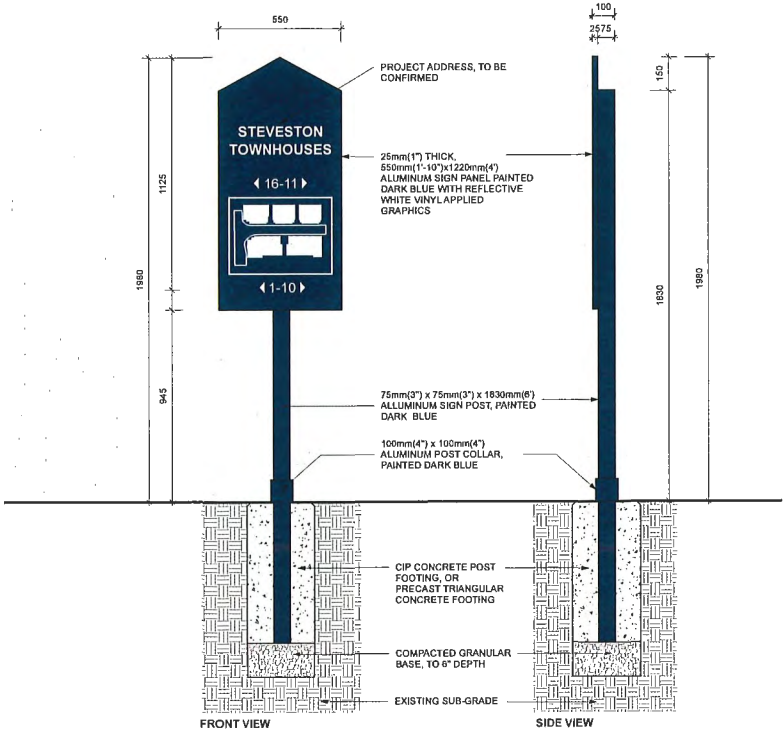 550
100
2575
PROJECT ADDRESS, TO BE
CONFIRMED
150
STEVESTON
TOWNHOUSES
25mm(1") THICK,
550mm(1'-10")x1220mm(4')
ALUMINUM SIGN PANEL PAINTED
DARK BLUE WITH REFLECTIVE
WHITE VINYL APPLIED
GRAPHICS
16-11
1125
1980
1-10
1830
1980
945
75mm(3") x 75mm(3") x 1830mm(6')
ALLUMINUM SIGN POST, PAINTED
DARK BLUE
100mm(4") x 100mm(4")
ALUMINUM POST COLLAR,
PAINTED DARK BLUE
CIP CONCRETE POST
FOOTING, OR
PRECAST TRIANGULAR
CONCRETE FOOTING
COMPACTED GRANULAR
BASE, TO 6" DEPTH
EXISTING SUB-GRADE
FRONT VIEW
SIDE VIEW